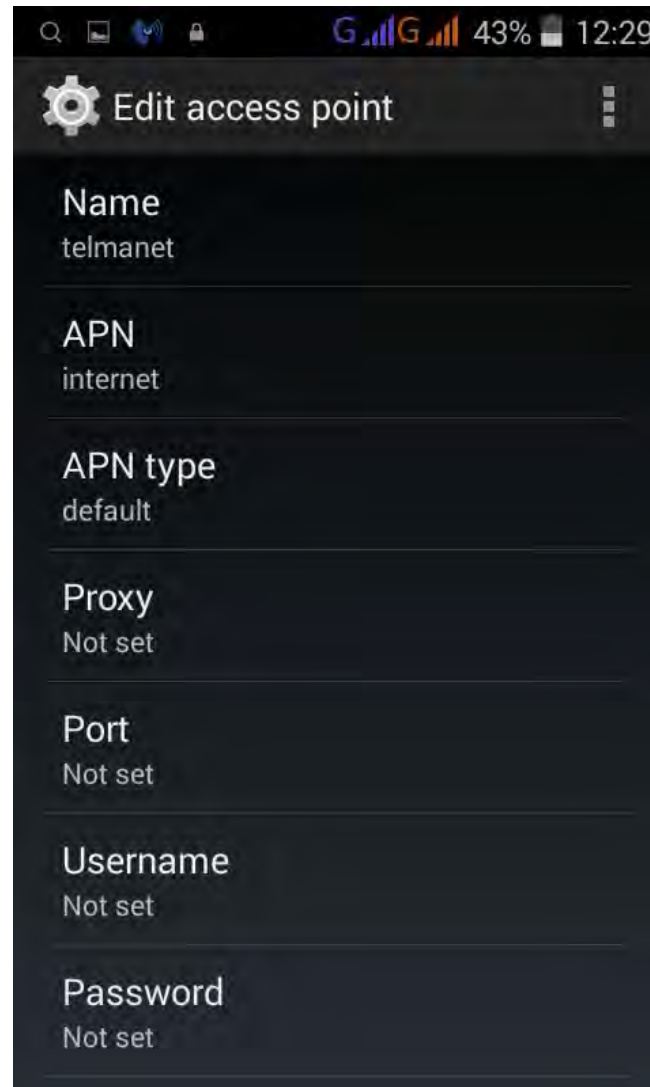 G G 43% 12:29
Edit access point
Name
telmanet
APN
internet
APN type
default
Proxy
Not set
Port
Not set
Username
Not set
Password
Not set